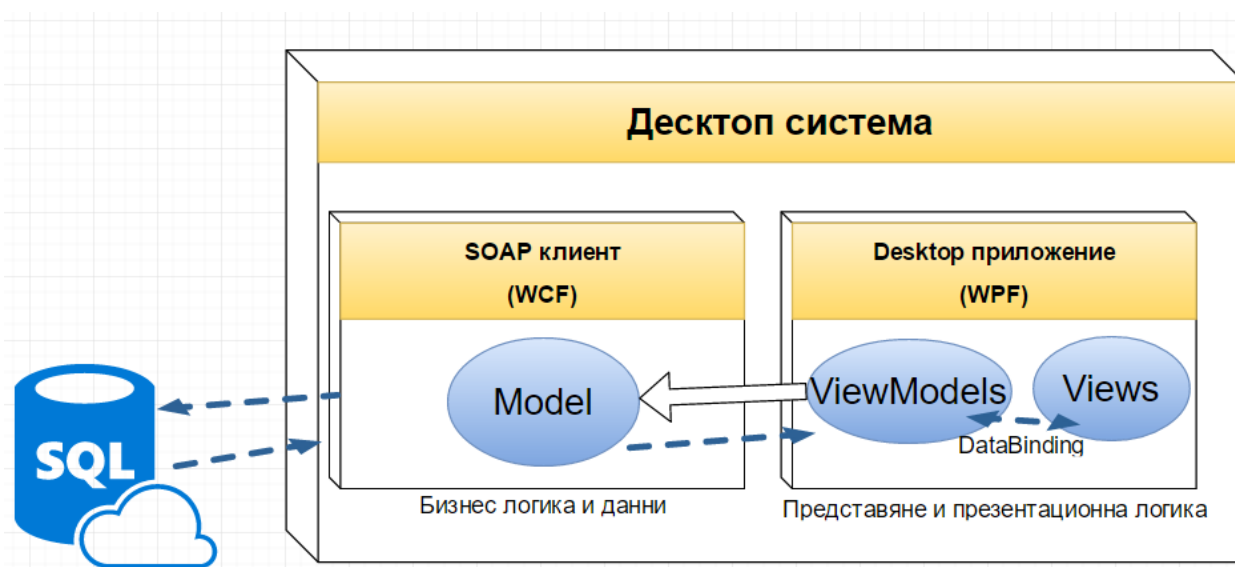 Десктоп система
SOAP клиент
(WCF)
Desktop приложение
(WPF)
Model
ViewModels
Views
DataBinding
SQL
Бизнес логика и данни
Представяне и презентационна логика